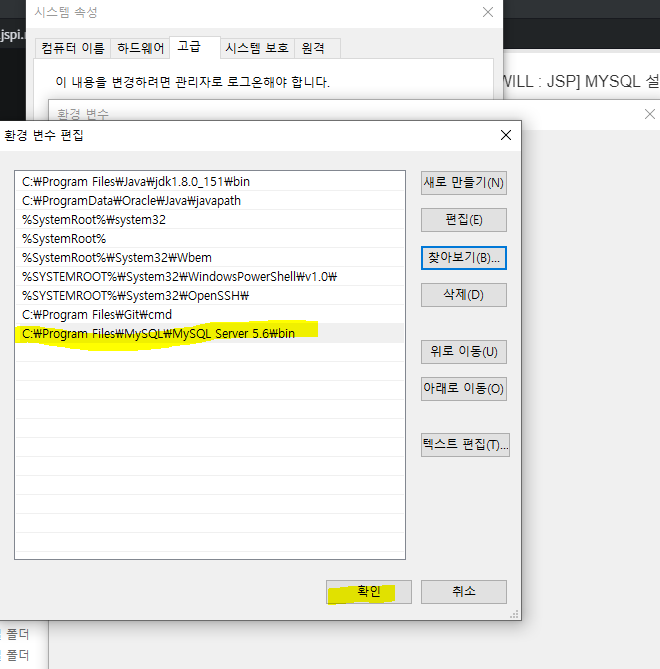 시스템 속성
.jspi.
컴퓨터 이름 하드웨어 고급 시스템 보호 원격
이 내용을 변경하려면 관리자로 로그온해야 합니다.
WILL : JSP] MYSQL 설
환경 변수
환경 변수 편집
C:₩Program Files₩Java₩jdk1.8.0_151₩bin
C:₩ProgramData₩Oracle₩Java₩javapath
%SystemRoot%₩system32
%SystemRoot%
%SystemRoot%₩System32₩Wbem
%SYSTEMROOT%₩System32₩WindowsPowerShell₩v1.0₩
%SYSTEMROOT%₩System32₩OpenSSH₩
C:₩Program Files₩Git₩cmd
C:₩Program Files₩MySQL₩MySQL Server 5.6₩bin
새로 만들기(N)
편집(E)
찾아보기(B)...
삭제(D)
위로 이동(U)
아래로 이동(O)
텍스트 편집(T)...
확인
취소
폴더
폴더